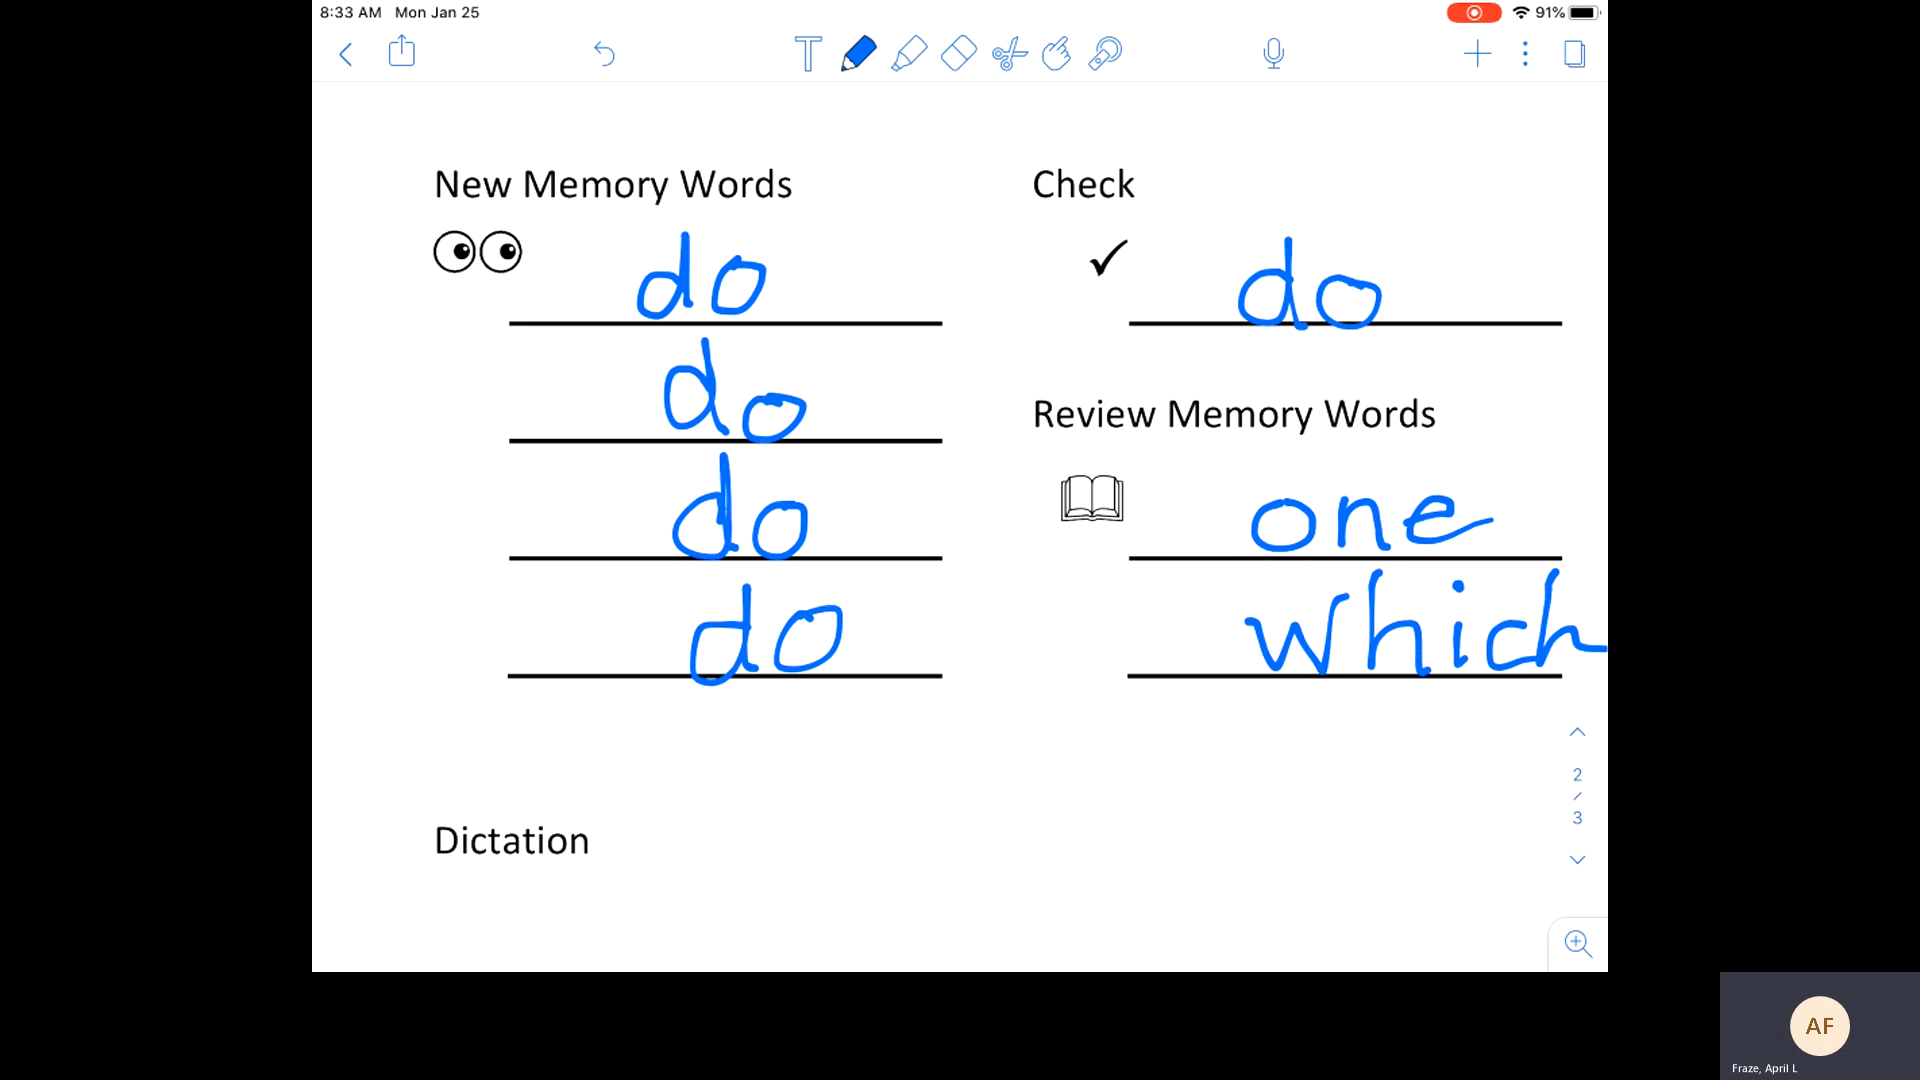 8:33 AM Mon Jan 25
91%
New Memory Words
do
do
do
do
Check
do
Review Memory Words
one
which
2
/
3
Dictation
AF
Fraze, April L